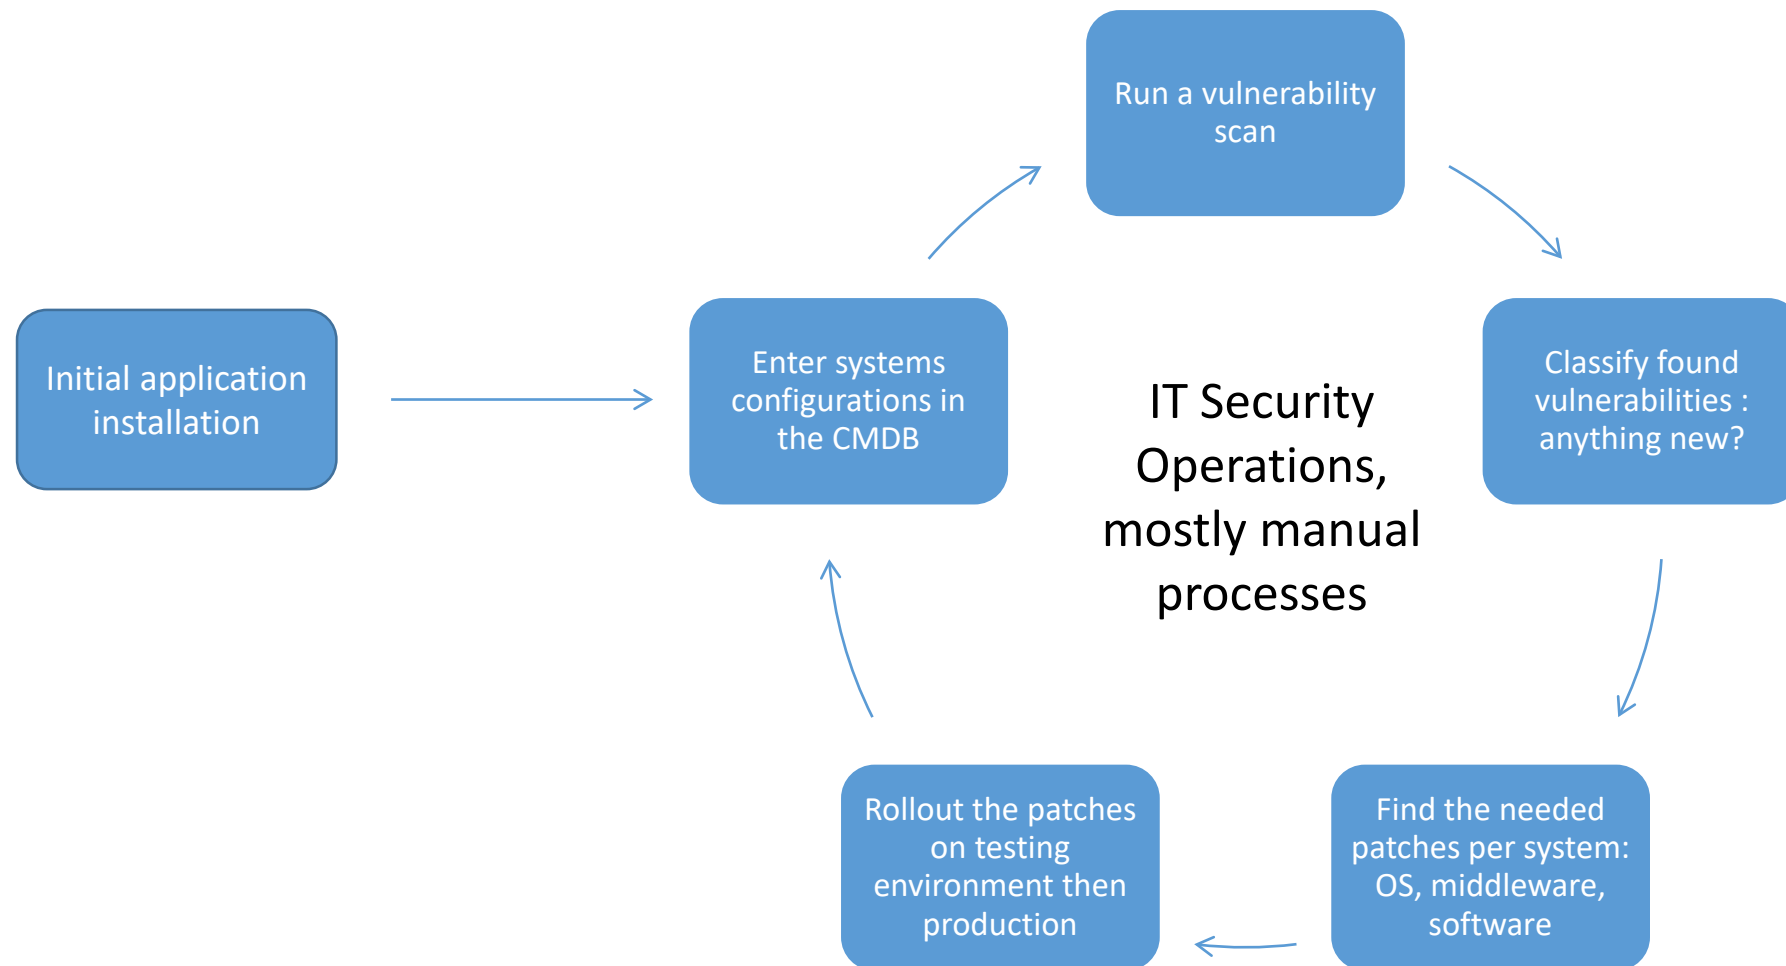 Run a vulnerability
scan
Initial application
installation
Enter systems
configurations in
the CMDB
IT Security
Operations,
mostly manual
processes
Classify found
vulnerabilities :
anything new?
Rollout the patches
on testing
environment then
production
Find the needed
patches per system:
OS, middleware,
software